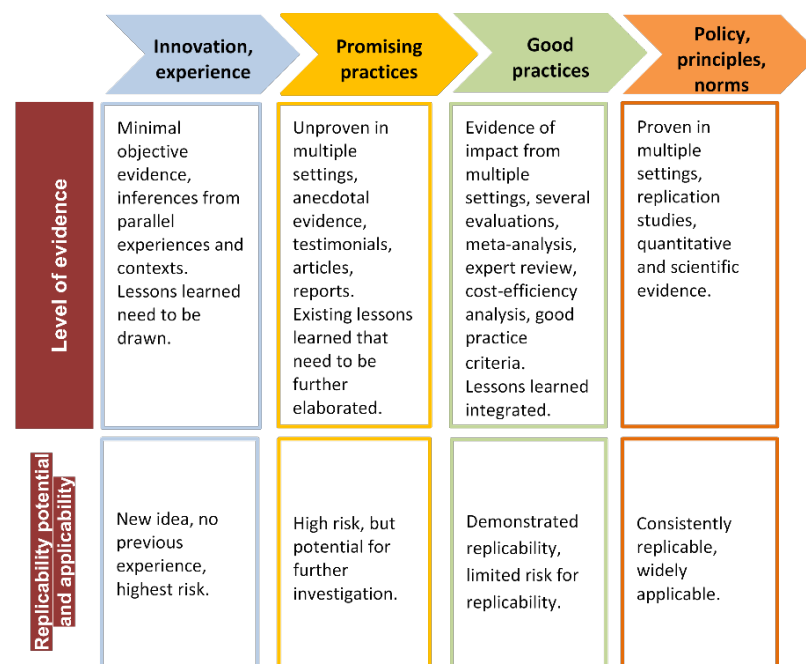 Innovation,
experience
Promising
practices
Good
practices
Policy,
principles,
norms
Level of evidence
Minimal
objective
evidence,
inferences from
parallel
experiences and
contexts.
Lessons learned
need to be
drawn.
Unproven in
multiple
settings,
anecdotal
evidence,
testimonials,
articles,
reports.
Existing lessons
learned that
need to be
further
elaborated.
Evidence of
impact from
multiple
settings, several
evaluations,
meta-analysis,
expert review,
cost-efficiency
analysis, good
practice
criteria.
Lessons learned
integrated.
Proven in
multiple
settings,
replication
studies,
quantitative
and scientific
evidence.
Replicability potential
and applicability
New idea, no
previous
experience,
highest risk.
High risk, but
potential for
further
investigation.
Demonstrated
replicability,
limited risk for
replicability.
Consistently
replicable,
widely
applicable.